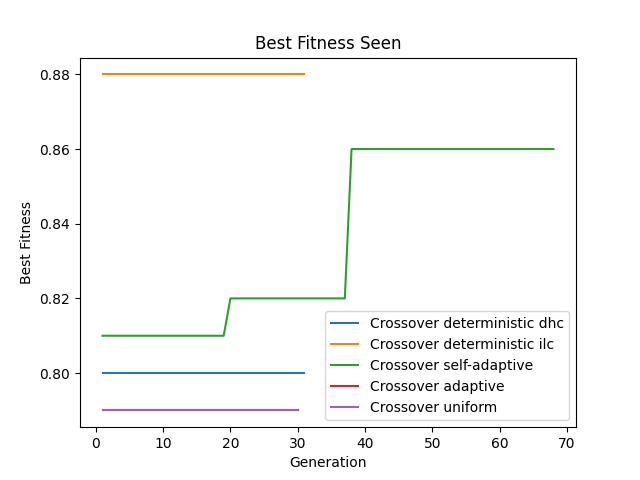 Best Fitness Seen
Best Fitness
0.88
0.86
0.84
0.82
0.80
Crossover deterministic dhc
Crossover deterministic ilc
Crossover self-adaptive
Crossover adaptive
Crossover uniform
0 10 20 30 40 50 60 70
Generation